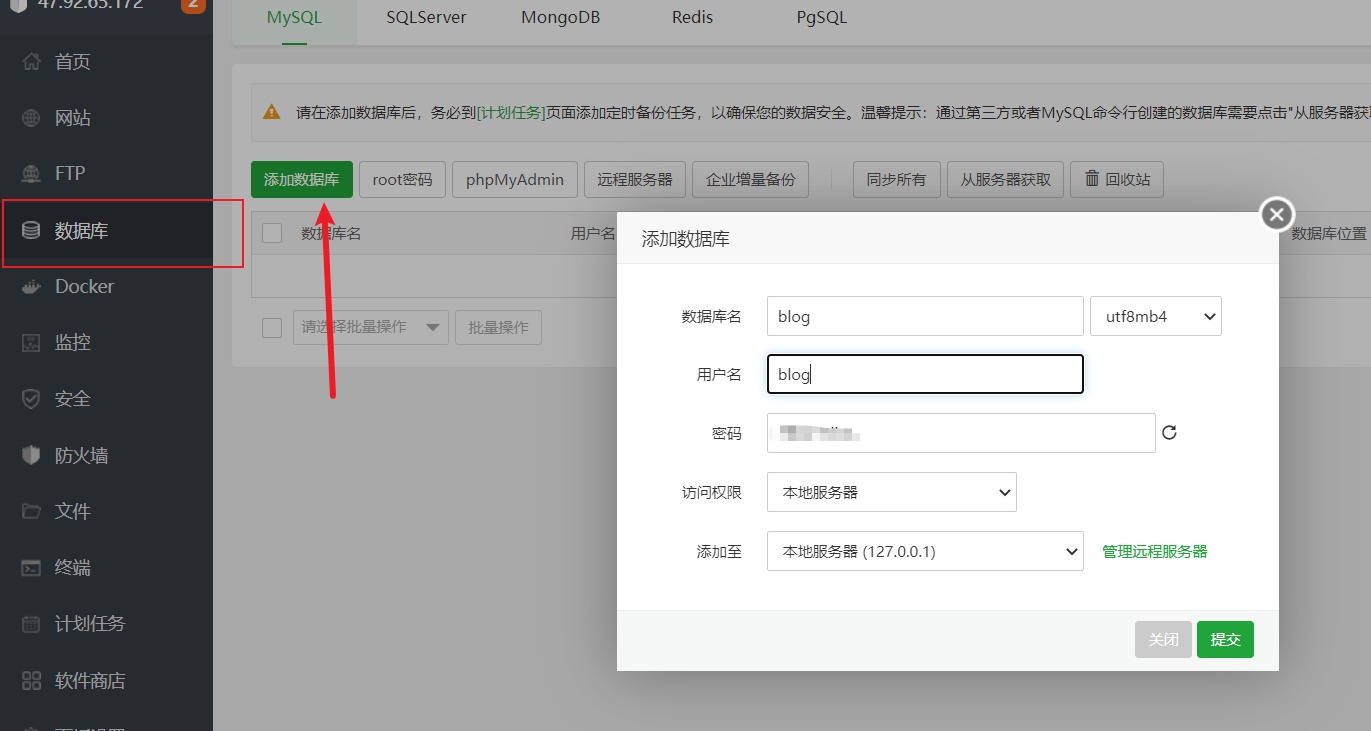 47.92.65.172
2
MySQL
SQLServer
MongoDB
Redis
PgSQL
首页
网站
FTP
数据库
Docker
监控
安全
防火墙
文件
终端
计划任务
软件商店
请在添加数据库后，务必到[计划任务]页面添加定时备份任务，以确保您的数据安全。温馨提示：通过第三方或者MySQL命令行创建的数据库需要点击"从服务器获取
添加数据库
root密码
phpMyAdmin
远程服务器
企业增量备份
同步所有
从服务器获取
回收站
数据库名
用户名
数据库位置
请选择批量操作
批量操作
添加数据库
数据库名
blog
utf8mb4
用户名
blog
密码
访问权限
本地服务器
添加至
本地服务器 (127.0.0.1)
管理远程服务器
关闭
提交